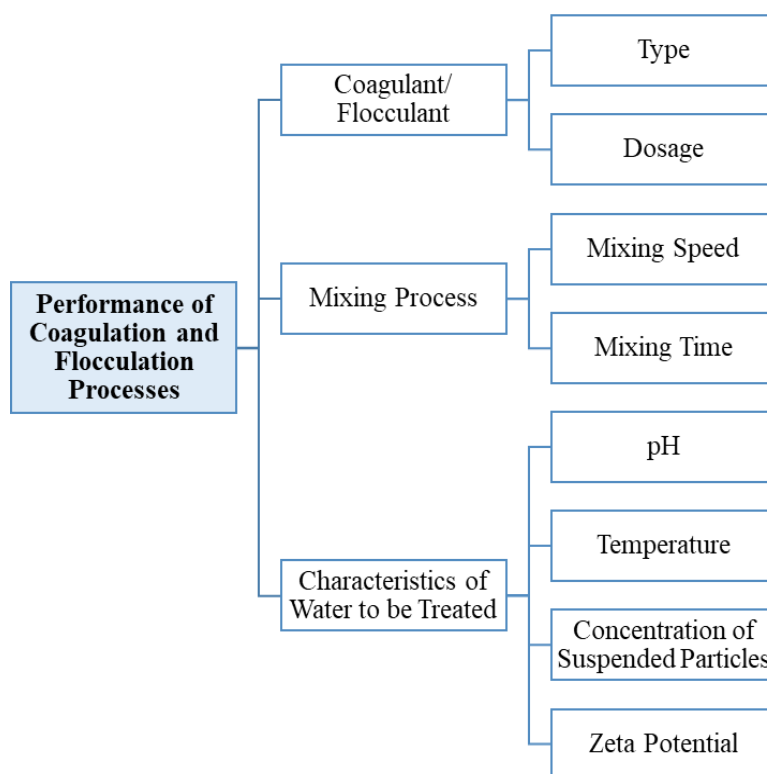 Performance of
Coagulation and
Flocculation
Processes
Coagulant/
Flocculant
Type
Dosage
Mixing Process
Mixing Speed
Mixing Time
Characteristics of
Water to be Treated
pH
Temperature
Concentration of
Suspended Particles
Zeta Potential